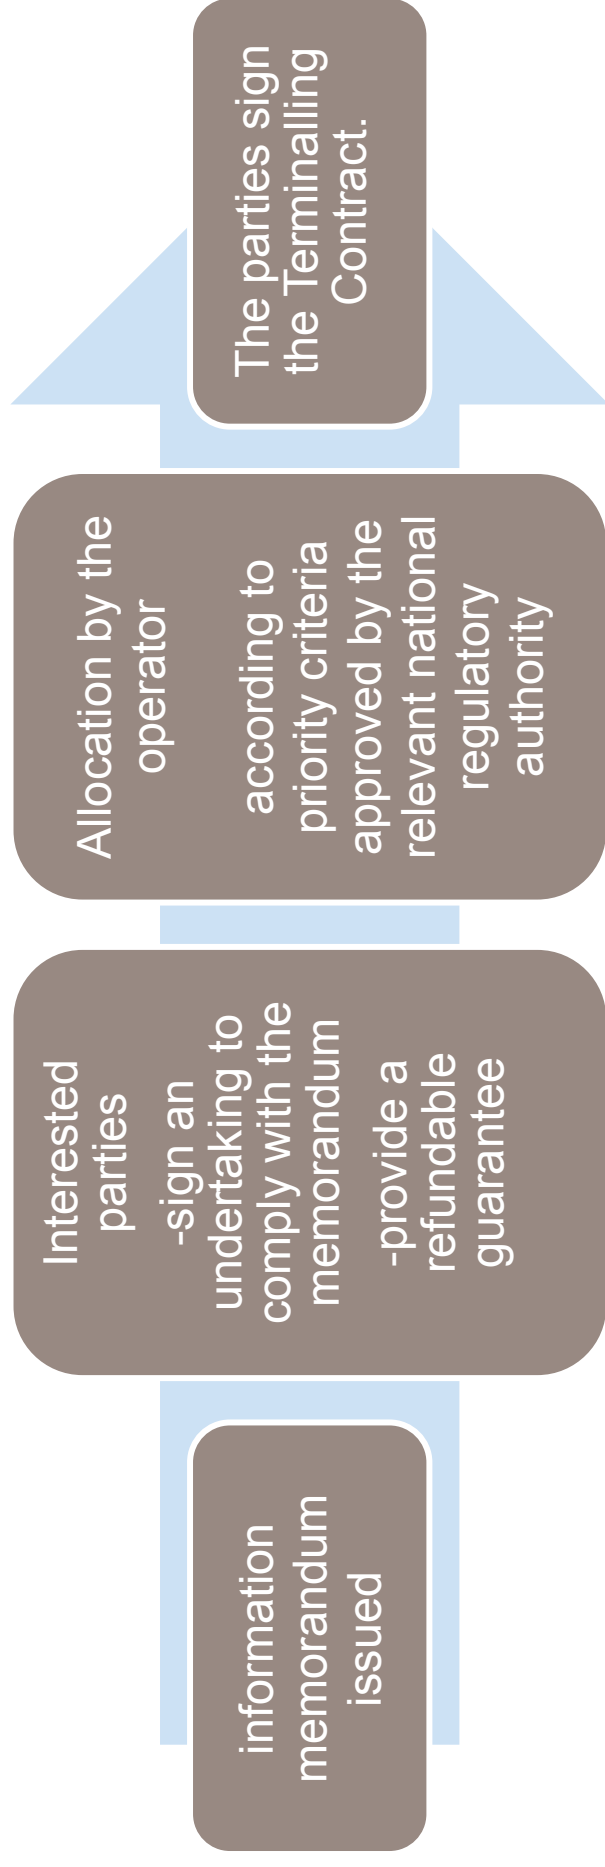 information
memorandum
issued
Interested
parties
-sign an
undertaking to
comply with the
memorandum
-provide a
refundable
guarantee
Allocation by the
operator
according to
priority criteria
approved by the
relevant national
regulatory
authority
The parties sign
the Terminalling
Contract.